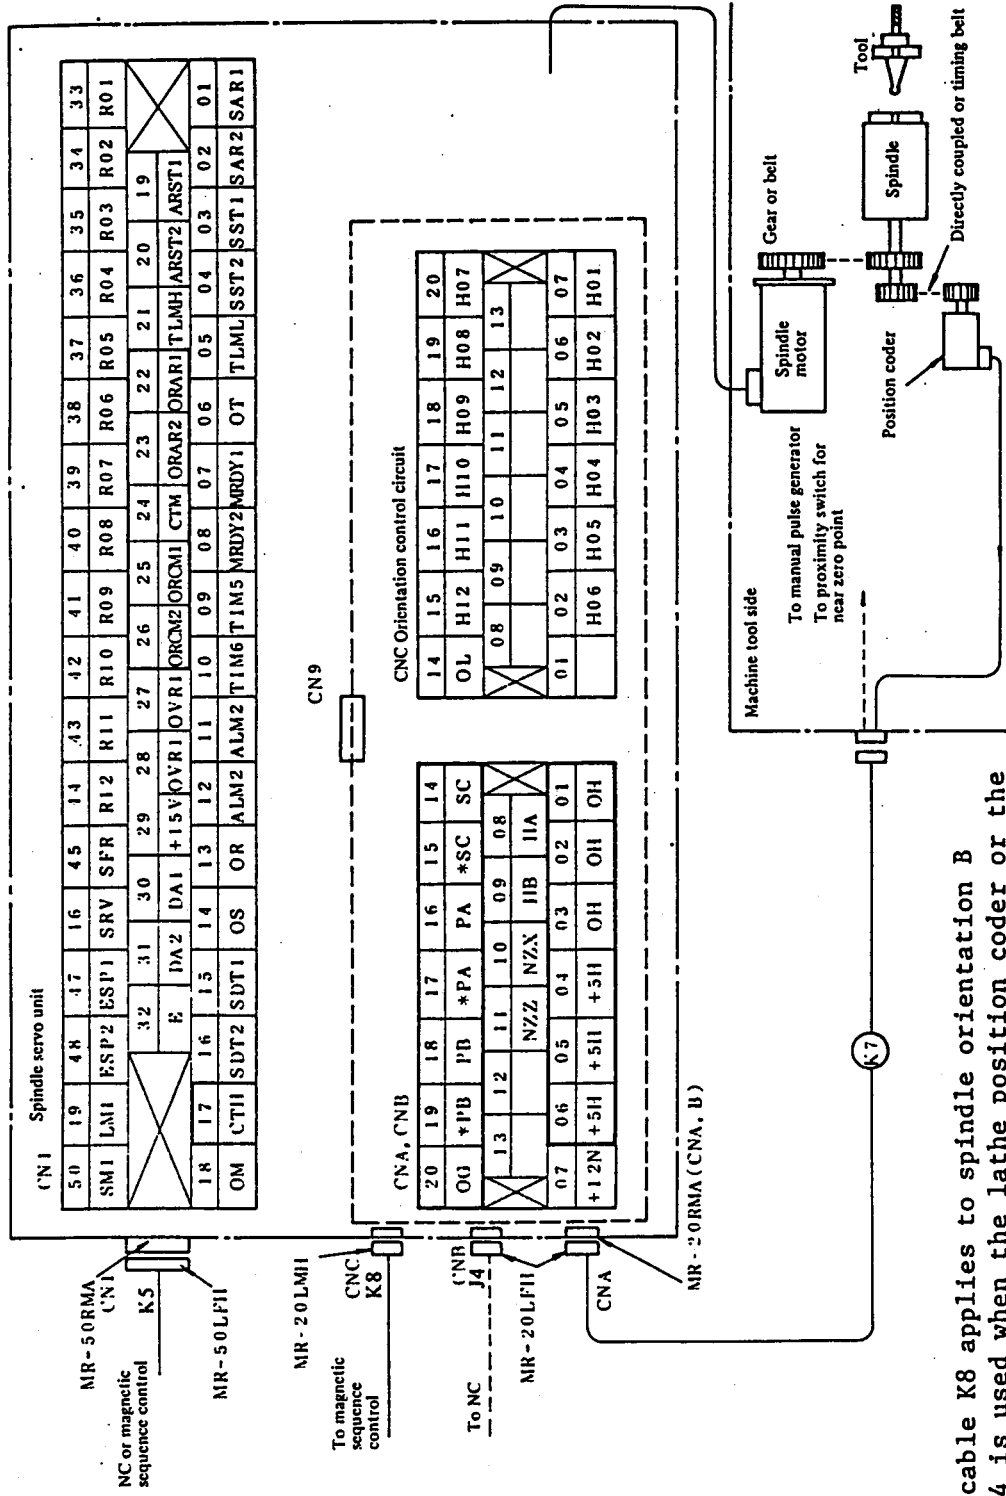 CN1
Spindle servo unit
50 19 48 47 16 45 14 43 42 41 40 39 38 37 36 35 34 33
SM1 LM1 ESP2 ESP1 SRV SFR R12 R11 R10 R09 R08 R07 R06 R05 R04 R03 R02 R01
32 31 30 29 28 27 26 25 24 23 22 21 20 19
E DA2 DA1 +15V OVR1 OVR1 ORCM2 ORCM1 CTM ORAR2 ORAR1 TLMH ARST2 ARST1
18 17 16 15 14 13 12 11 10 09 08 07 06 05 04 03 02 01
OM CTH SDT2 SDT1 OS OR ALM2 ALM2 T1M6 T1M5 MRDY2 MRDY1 OT TLML SST2 SST1 SAR2 SAR1
MR-50RMA
CN1
K5
NC or magnetic
sequence control
MR-50LFH
CN9
CNA, CNB
20 19 18 17 16 15 14
OG *PB PB *PA PA *SC SC
13 12 11 10 09 08
NZZ NZX HB HA
07 06 05 04 03 02 01
+12N +5H +5H +5H OH OH OH
CNC Orientation control circuit
14 15 16 17 18 19 20
OL H12 H11 H10 H09 H08 H07
08 09 10 11 12 13
01 02 03 04 05 06 07
H06 H05 H04 H03 H02 H01
MR-20LMH
CNC
K8
To magnetic
sequence
control
CNB
J4
To NC
MR-20LFH
CNA
MR-20RMA(CNA, B)
K7
Machine tool side
To manual pulse generator
To proximity switch for
near zero point
Spindle
motor
Gear or belt
Tool
Spindle
Position coder
Directly coupled or timing belt
cable K8 applies to spindle orientation B
4 is used when the lathe position coder or the